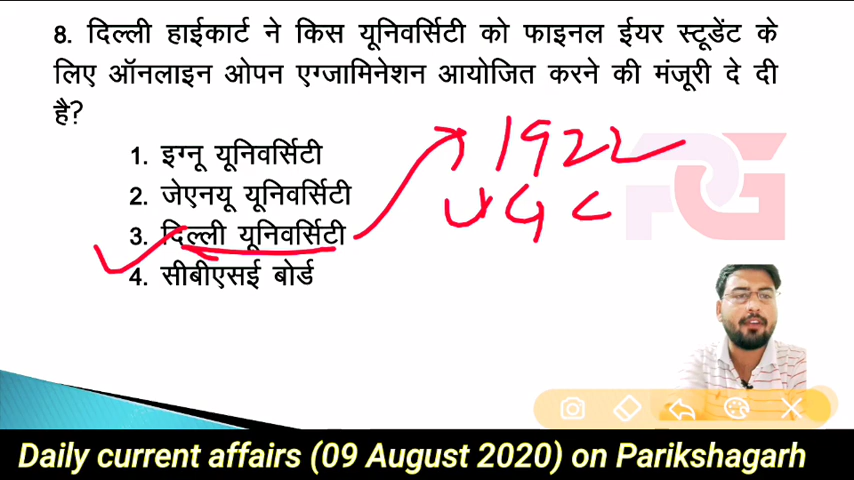 8. दिल्ली हाईकार्ट ने किस यूनिवर्सिटी को फाइनल ईयर स्टूडेंट के
लिए ऑनलाइन ओपन एग्जामिनेशन आयोजित करने की मंजूरी दे दी
है?
1. इग्नू यूनिवर्सिटी
2. जेएनयू यूनिवर्सिटी
3. दिल्ली यूनिवर्सिटी
4. सीबीएसई बोर्ड
1922
UGC
PG
Daily current affairs (09 August 2020) on Parikshagarh